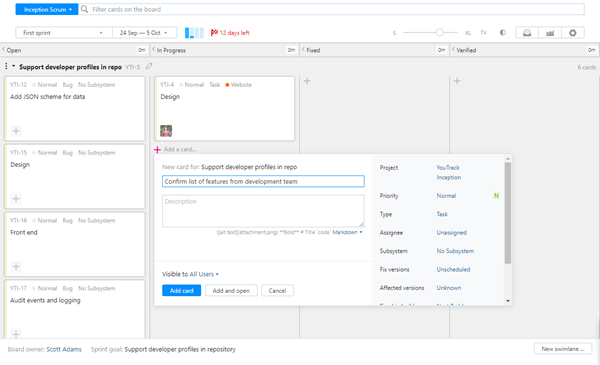 Inception Scrum
Filter cards on the board
First sprint
24 Sep — 5 Oct
12 days left
S
XL
TV
Open
0m
In Progress
0m
Fixed
0m
Verified
0m
Support developer profiles in repo YTI-5
6 cards
YTI-12 Normal Bug No Subsystem
Add JSON scheme for data
YTI-4 Normal Task Website
Design
YTI-15 Normal Bug No Subsystem
Design
Add a card...
New card for: Support developer profiles in repo
Confirm list of features from development team
Description
![alt text](attachment.png) **Bold** # Title `code` Markdown
Visible to All Users
Add card
Add and open
Cancel
Project
YouTrack
Inception
Priority
Normal
N
Type
Task
Assignee
Unassigned
Subsystem
No Subsystem
Fix versions
Unscheduled
Affected versions
Unknown
YTI-16 Normal Bug No Subsystem
Front end
YTI-17 Normal Bug No Subsystem
Audit events and logging
Board owner: Scott Adams Sprint goal: Support developer profiles in repository
New swimlane ...